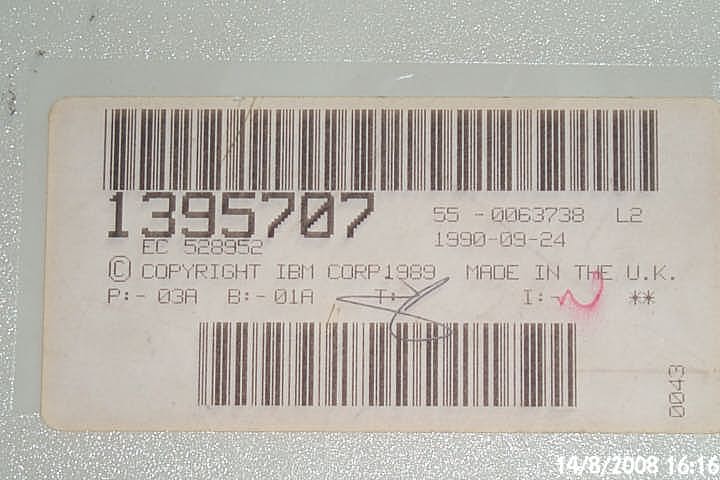 1395707 55 -0063738 L2
EC 528952 1990-09-24
© COPYRIGHT IBM CORP1989 MADE IN THE U.K.
P:- 03A B:- 01A T:- I:- **
0043
14/8/2008 16:16